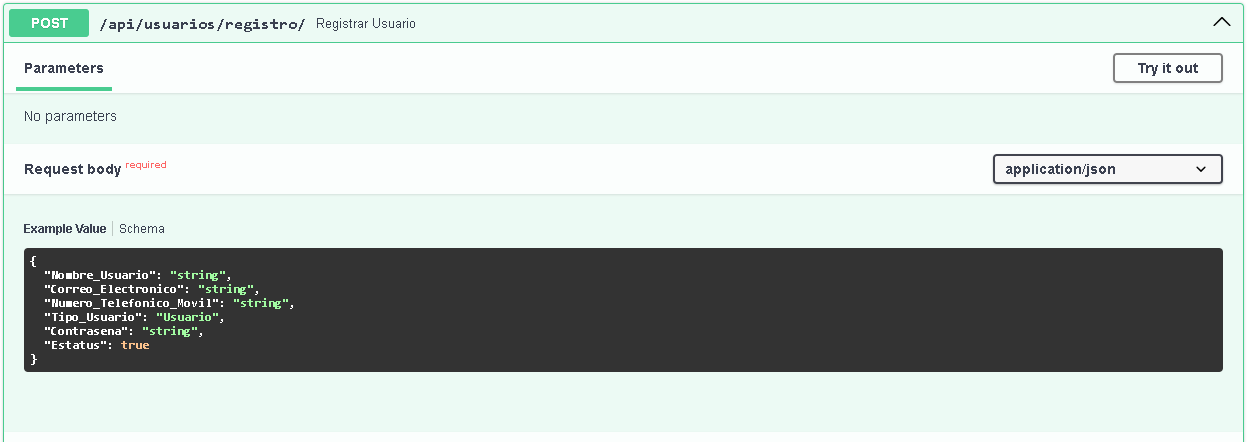 POST /api/usuarios/registro/ Registrar Usuario
Parameters Try it out
No parameters
Request body required application/json
Example Value Schema
{
"Nombre_Usuario": "string",
"Correo_Electronico": "string",
"Numero_Telefonico_Movil": "string",
"Tipo_Usuario": "Usuario",
"Contrasena": "string",
"Estatus": true
}